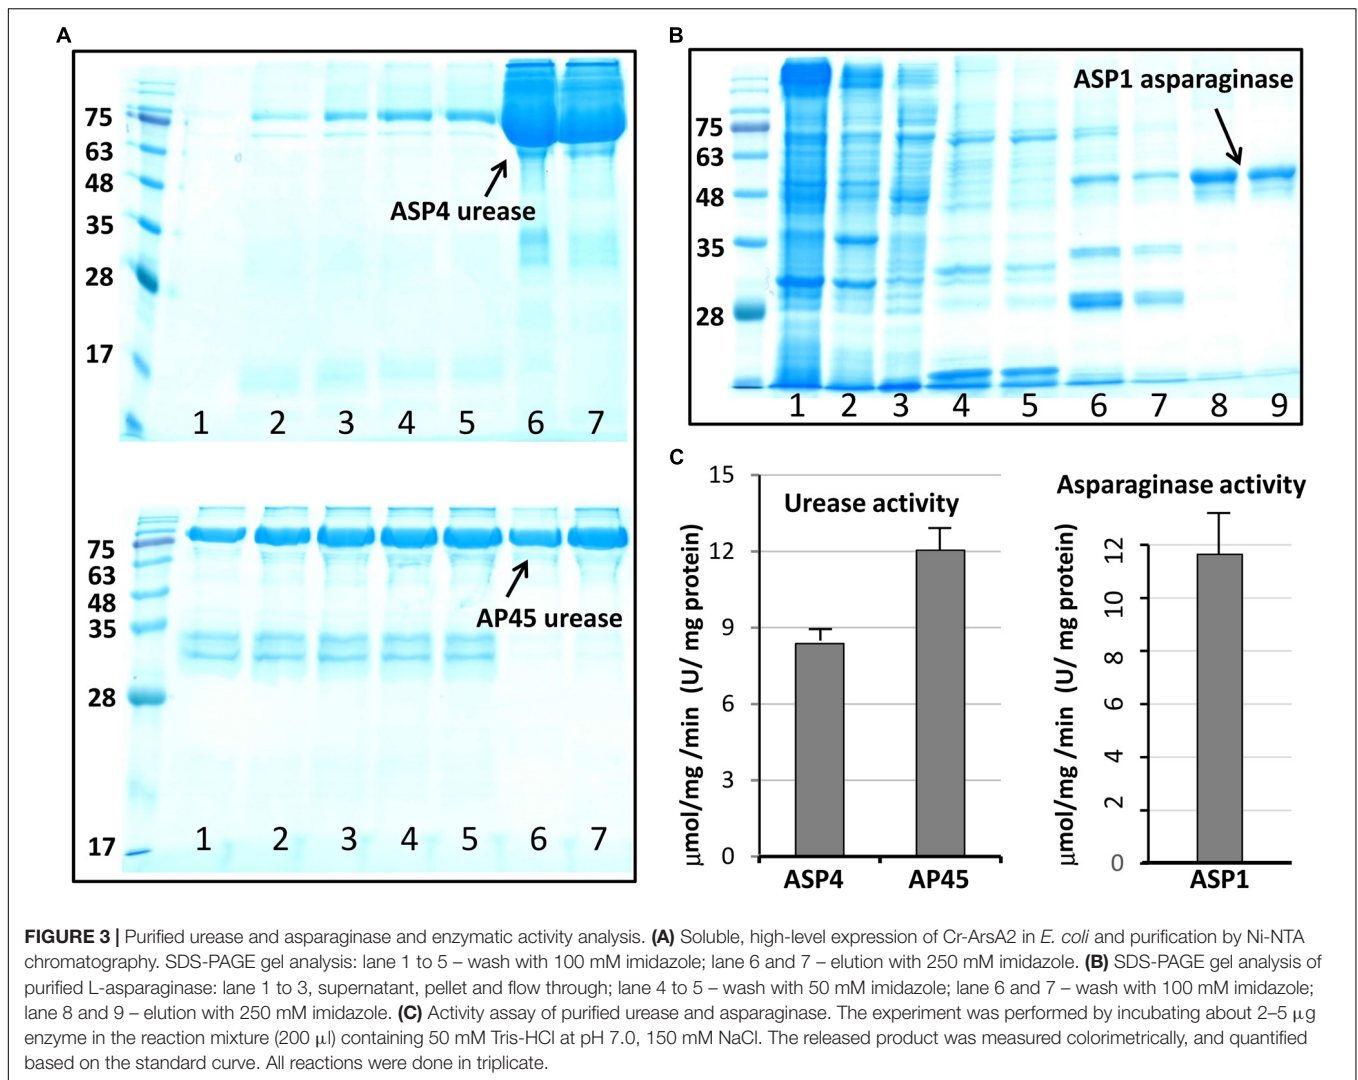 A
75
63
48
35
28
17
ASP4 urease
1 2 3 4 5 6 7
75
63
48
35
28
17
AP45 urease
1 2 3 4 5 6 7
B
ASP1 asparaginase
75
63
48
35
28
1 2 3 4 5 6 7 8 9
C
Urease activity
μmol/mg /min (U/ mg protein)
15
12
9
6
3
0
ASP4 AP45
Asparaginase activity
μmol/mg /min (U/ mg protein)
12
10
8
6
4
2
0
ASP1
FIGURE 3 | Purified urease and asparaginase and enzymatic activity analysis. (A) Soluble, high-level expression of Cr-ArsA2 in E. coli and purification by Ni-NTA
chromatography. SDS-PAGE gel analysis: lane 1 to 5 – wash with 100 mM imidazole; lane 6 and 7 – elution with 250 mM imidazole. (B) SDS-PAGE gel analysis of
purified L-asparaginase: lane 1 to 3, supernatant, pellet and flow through; lane 4 to 5 – wash with 50 mM imidazole; lane 6 and 7 – wash with 100 mM imidazole;
lane 8 and 9 – elution with 250 mM imidazole. (C) Activity assay of purified urease and asparaginase. The experiment was performed by incubating about 2–5 μg
enzyme in the reaction mixture (200 μl) containing 50 mM Tris-HCl at pH 7.0, 150 mM NaCl. The released product was measured colorimetrically, and quantified
based on the standard curve. All reactions were done in triplicate.